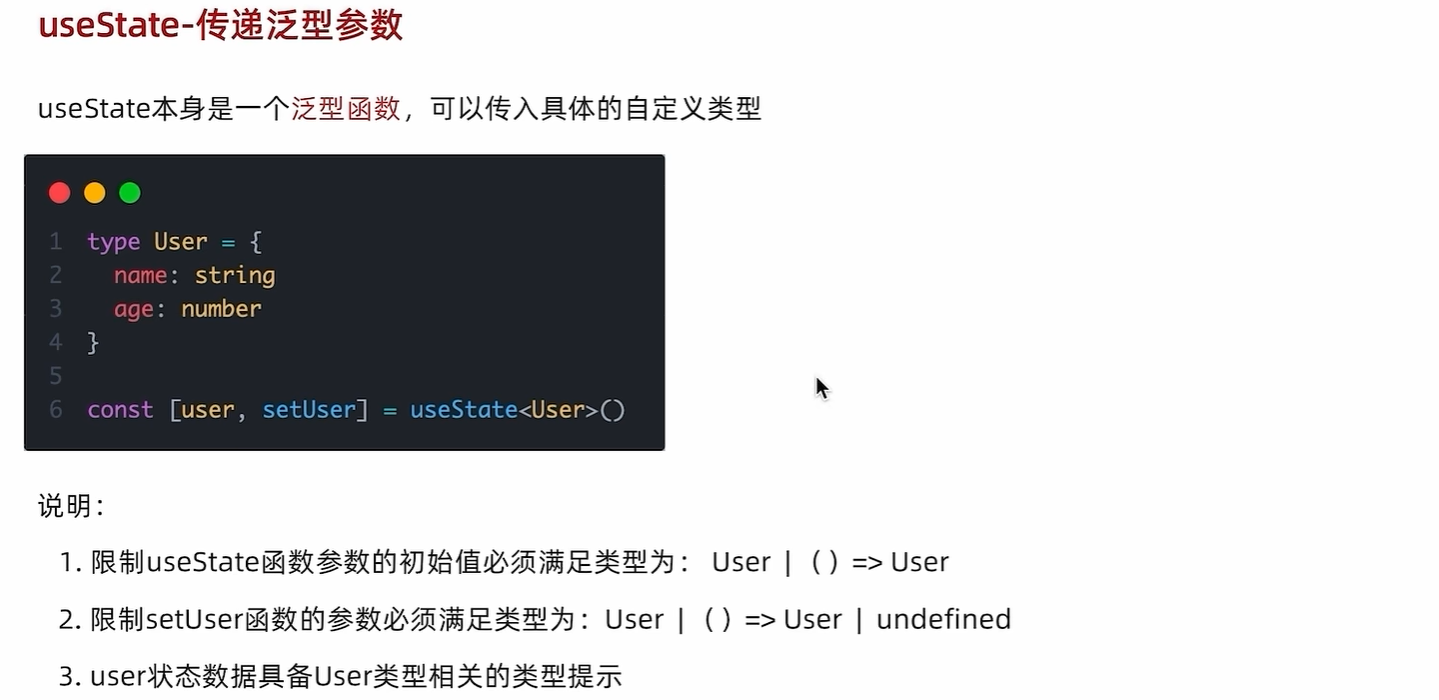 useState-传递泛型参数
useState本身是一个泛型函数，可以传入具体的自定义类型
1 type User = {
2   name: string
3   age: number
4 }
5
6 const [user, setUser] = useState<User>()
说明：
1. 限制useState函数参数的初始值必须满足类型为： User | ( ) => User
2. 限制setUser函数的参数必须满足类型为：User | ( ) => User | undefined
3. user状态数据具备User类型相关的类型提示